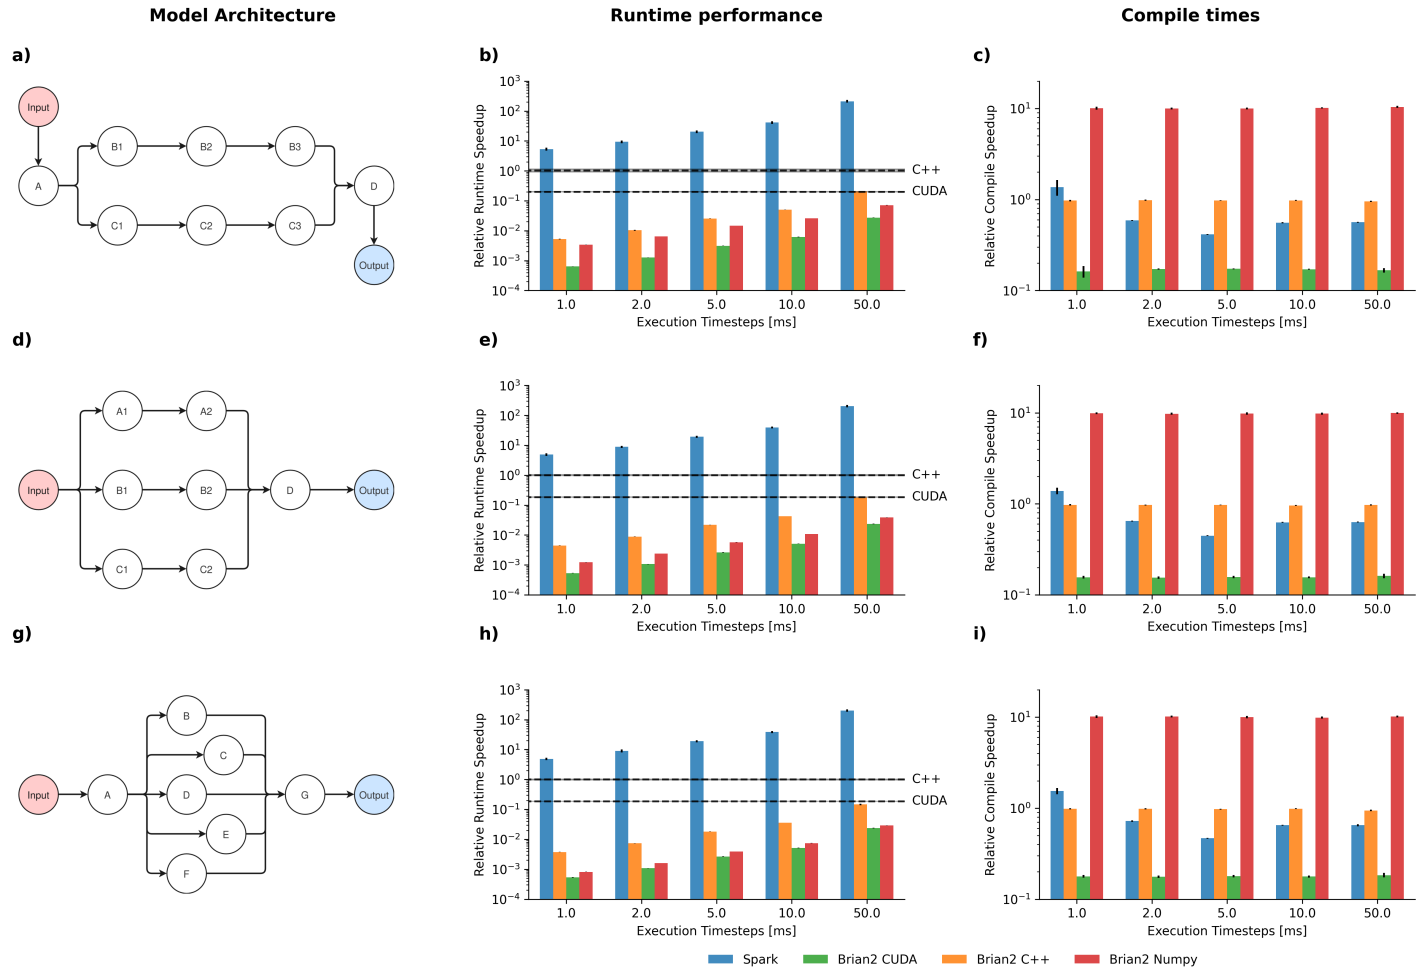 Model Architecture
Runtime performance
Compile times
a)
Input
A
B1
B2
B3
C1
C2
C3
D
Output
b)
Relative Runtime Speedup
10³
10²
10¹
10⁰
10⁻¹
10⁻²
10⁻³
10⁻⁴
C++
CUDA
1.0 2.0 5.0 10.0 50.0
Execution Timesteps [ms]
c)
Relative Compile Speedup
10¹
10⁰
10⁻¹
1.0 2.0 5.0 10.0 50.0
Execution Timesteps [ms]
d)
Input
A1
A2
B1
B2
C1
C2
D
Output
e)
Relative Runtime Speedup
10³
10²
10¹
10⁰
10⁻¹
10⁻²
10⁻³
10⁻⁴
C++
CUDA
1.0 2.0 5.0 10.0 50.0
Execution Timesteps [ms]
f)
Relative Compile Speedup
10¹
10⁰
10⁻¹
1.0 2.0 5.0 10.0 50.0
Execution Timesteps [ms]
g)
Input
A
B
C
D
E
F
G
Output
h)
Relative Runtime Speedup
10³
10²
10¹
10⁰
10⁻¹
10⁻²
10⁻³
10⁻⁴
C++
CUDA
1.0 2.0 5.0 10.0 50.0
Execution Timesteps [ms]
i)
Relative Compile Speedup
10¹
10⁰
10⁻¹
1.0 2.0 5.0 10.0 50.0
Execution Timesteps [ms]
Spark Brian2 CUDA Brian2 C++ Brian2 Numpy